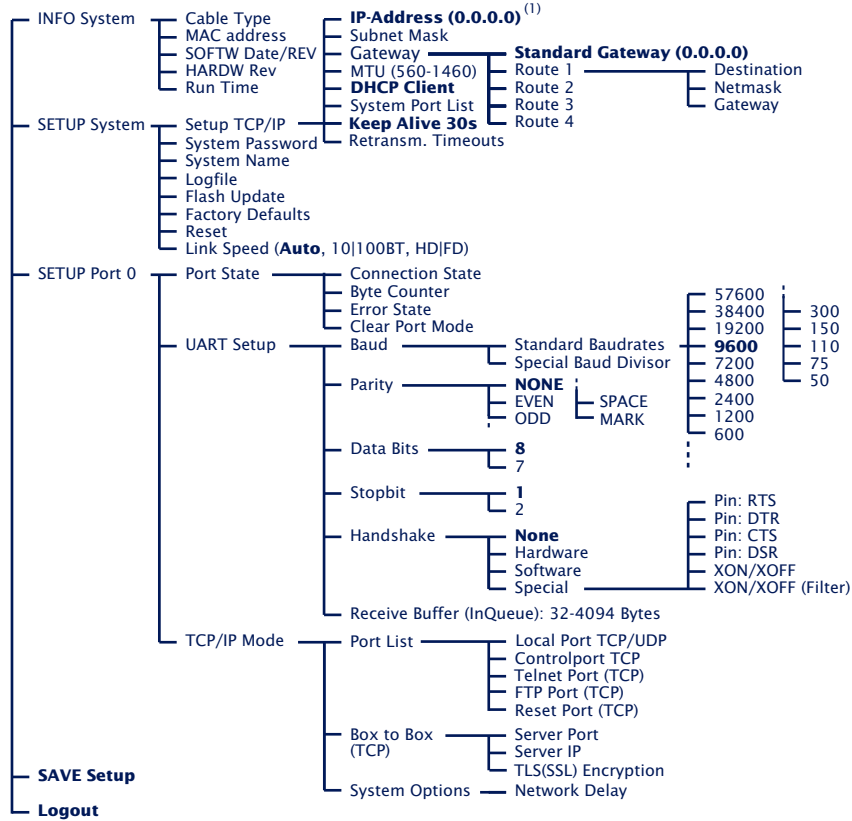 INFO System
Cable Type
MAC address
SOFTW Date/REV
HARDW Rev
Run Time
SETUP System
Setup TCP/IP
IP-Address (0.0.0.0) (1)
Subnet Mask
Gateway
Standard Gateway (0.0.0.0)
Route 1
Destination
Netmask
Gateway
Route 2
Route 3
Route 4
MTU (560-1460)
DHCP Client
System Port List
Keep Alive 30s
Retransm. Timeouts
System Password
System Name
Logfile
Flash Update
Factory Defaults
Reset
Link Speed (Auto, 10|100BT, HD|FD)
SETUP Port 0
Port State
Connection State
Byte Counter
Error State
Clear Port Mode
UART Setup
Baud
Standard Baudrates
57600
38400
19200
9600
7200
4800
2400
1200
600
300
150
110
75
50
Special Baud Divisor
Parity
NONE
EVEN
ODD
SPACE
MARK
Data Bits
8
7
Stopbit
1
2
Handshake
None
Hardware
Software
Special
Pin: RTS
Pin: DTR
Pin: CTS
Pin: DSR
XON/XOFF
XON/XOFF (Filter)
Receive Buffer (InQueue): 32-4094 Bytes
TCP/IP Mode
Port List
Local Port TCP/UDP
Controlport TCP
Telnet Port (TCP)
FTP Port (TCP)
Reset Port (TCP)
Box to Box
(TCP)
Server Port
Server IP
TLS(SSL) Encryption
System Options
Network Delay
SAVE Setup
Logout